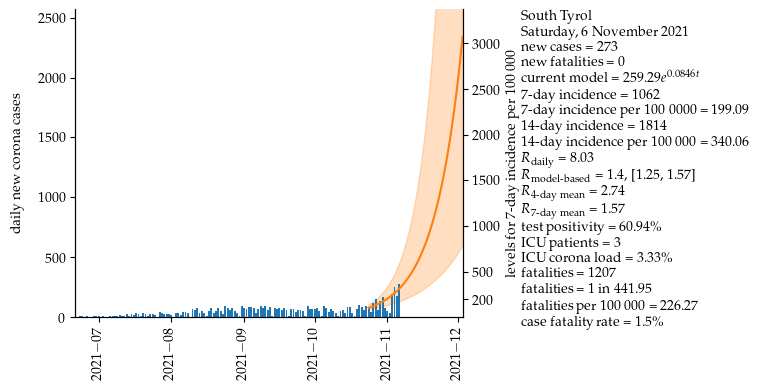 2500
2000
1500
1000
500
0
daily new corona cases
2021−07
2021−08
2021−09
2021−10
2021−11
2021−12
3000
2500
2000
1500
1000
500
200
levels for 7-day incidence per 100 000
South Tyrol
Saturday, 6 November 2021
new cases = 273
new fatalities = 0
current model = 259.29e^0.0846t
7-day incidence = 1062
7-day incidence per 100 0000 = 199.09
14-day incidence = 1814
14-day incidence per 100 000 = 340.06
R daily = 8.03
R model-based = 1.4, [1.25, 1.57]
R 4-day mean = 2.74
R 7-day mean = 1.57
test positivity = 60.94%
ICU patients = 3
ICU corona load = 3.33%
fatalities = 1207
fatalities = 1 in 441.95
fatalities per 100 000 = 226.27
case fatality rate = 1.5%